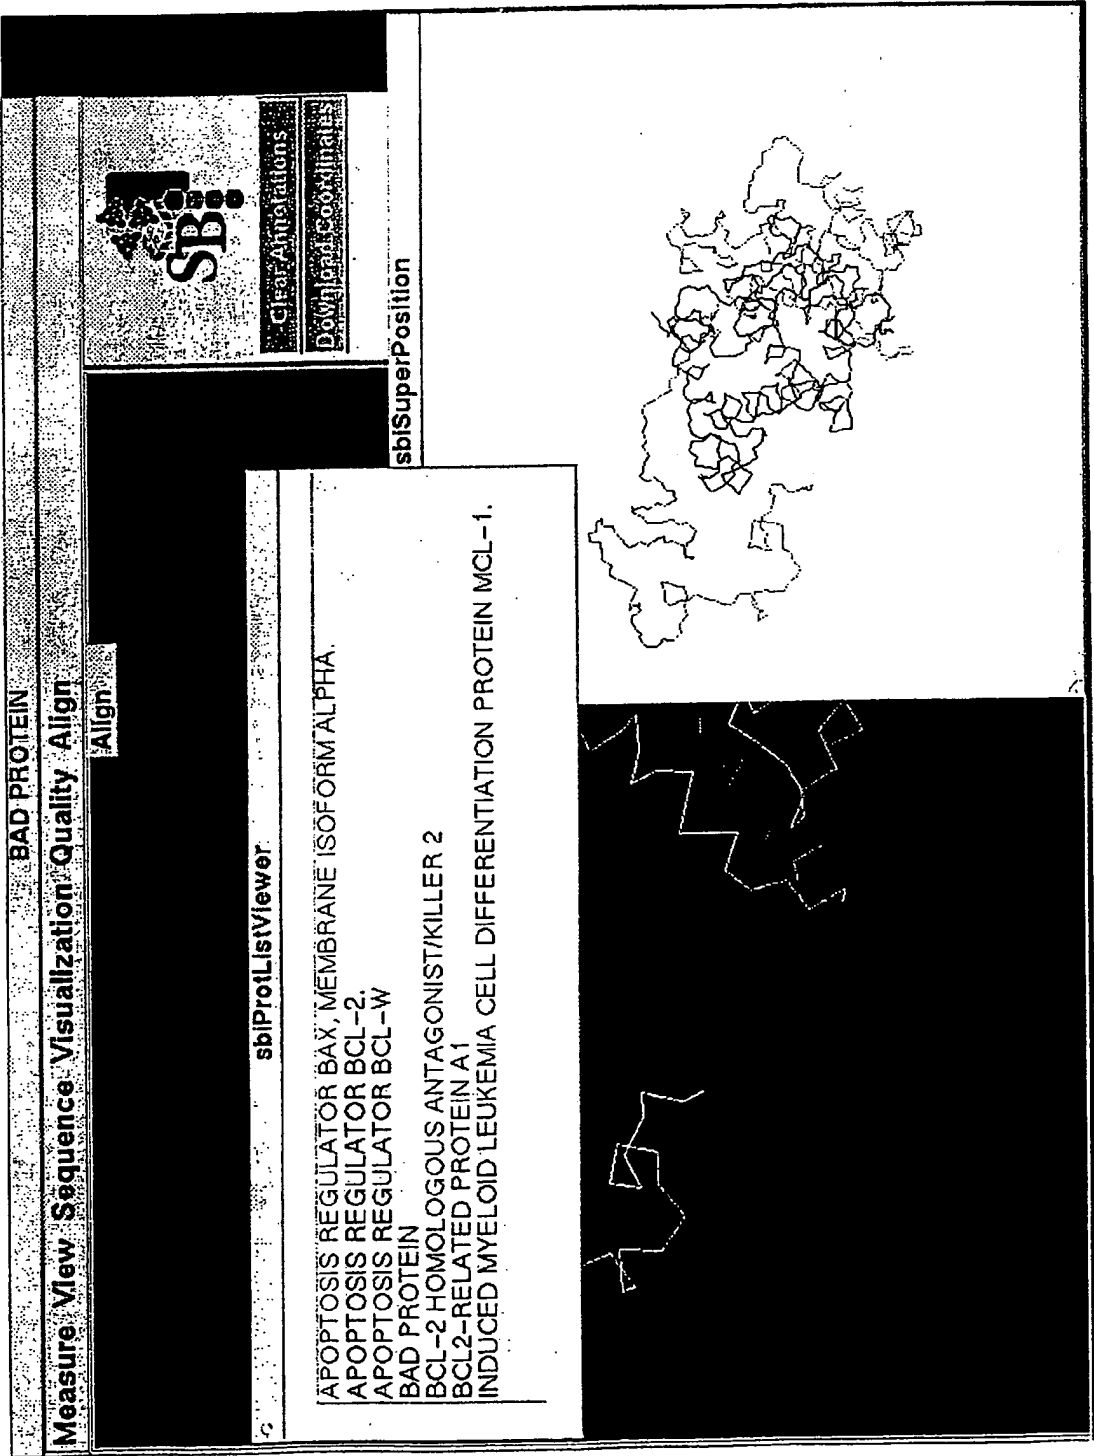 BAD PROTEIN
Measure View Sequence Visualization Quality Align
Align
SBI
Clear Annotations
Download Coordinates
sbiProtListViewer
sbiSuperPosition
APOPTOSIS REGULATOR BAX, MEMBRANE ISOFORM ALPHA.
APOPTOSIS REGULATOR BCL-2.
APOPTOSIS REGULATOR BCL-W
BAD PROTEIN
BCL-2 HOMOLOGOUS ANTAGONIST/KILLER 2
BCL2-RELATED PROTEIN A1
INDUCED MYELOID LEUKEMIA CELL DIFFERENTIATION PROTEIN MCL-1.